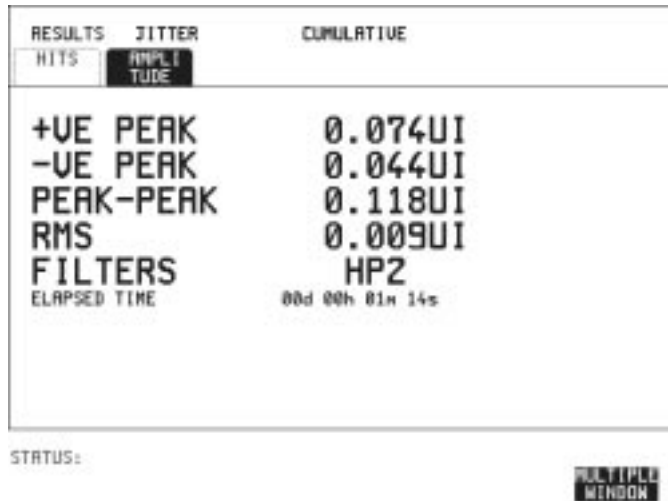 RESULTS JITTER CUMULATIVE
HITS AMPLI
TUDE
+VE PEAK 0.074UI
-VE PEAK 0.044UI
PEAK-PEAK 0.118UI
RMS 0.009UI
FILTERS HP2
ELAPSED TIME 00d 00h 01m 14s
STATUS:
MULTIPLE
WINDOW